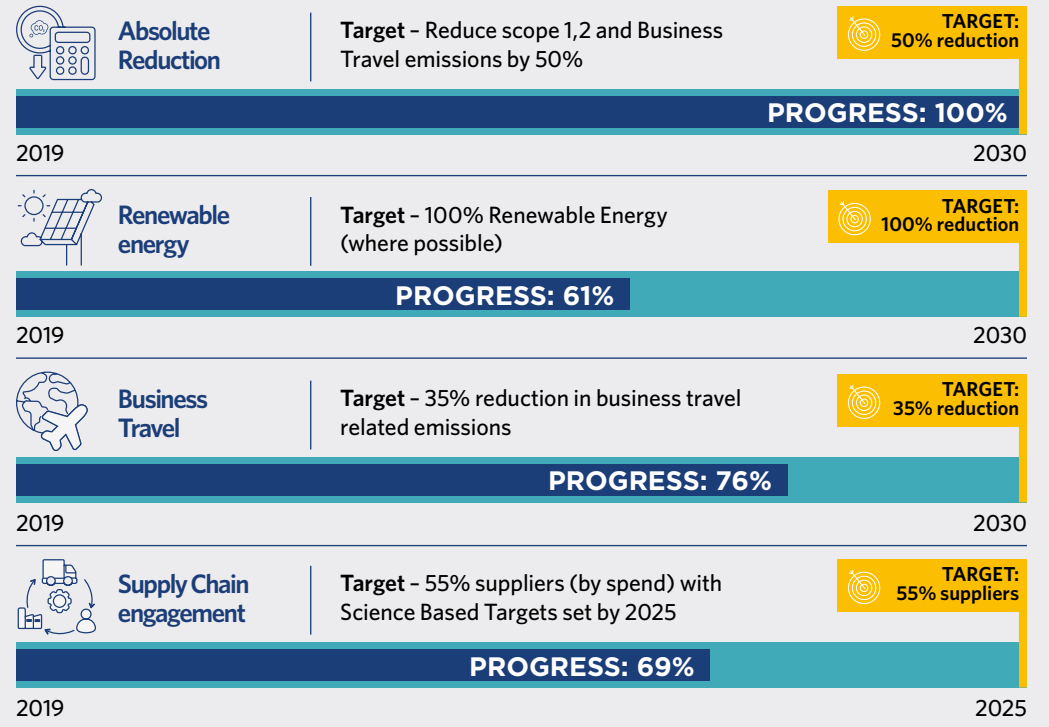 Absolute
Reduction
Target – Reduce scope 1,2 and Business
Travel emissions by 50%
TARGET:
50% reduction
PROGRESS: 100%
2019
2030
Renewable
energy
Target – 100% Renewable Energy
(where possible)
TARGET:
100% reduction
PROGRESS: 61%
2019
2030
Business
Travel
Target – 35% reduction in business travel
related emissions
TARGET:
35% reduction
PROGRESS: 76%
2019
2030
Supply Chain
engagement
Target – 55% suppliers (by spend) with
Science Based Targets set by 2025
TARGET:
55% suppliers
PROGRESS: 69%
2019
2025